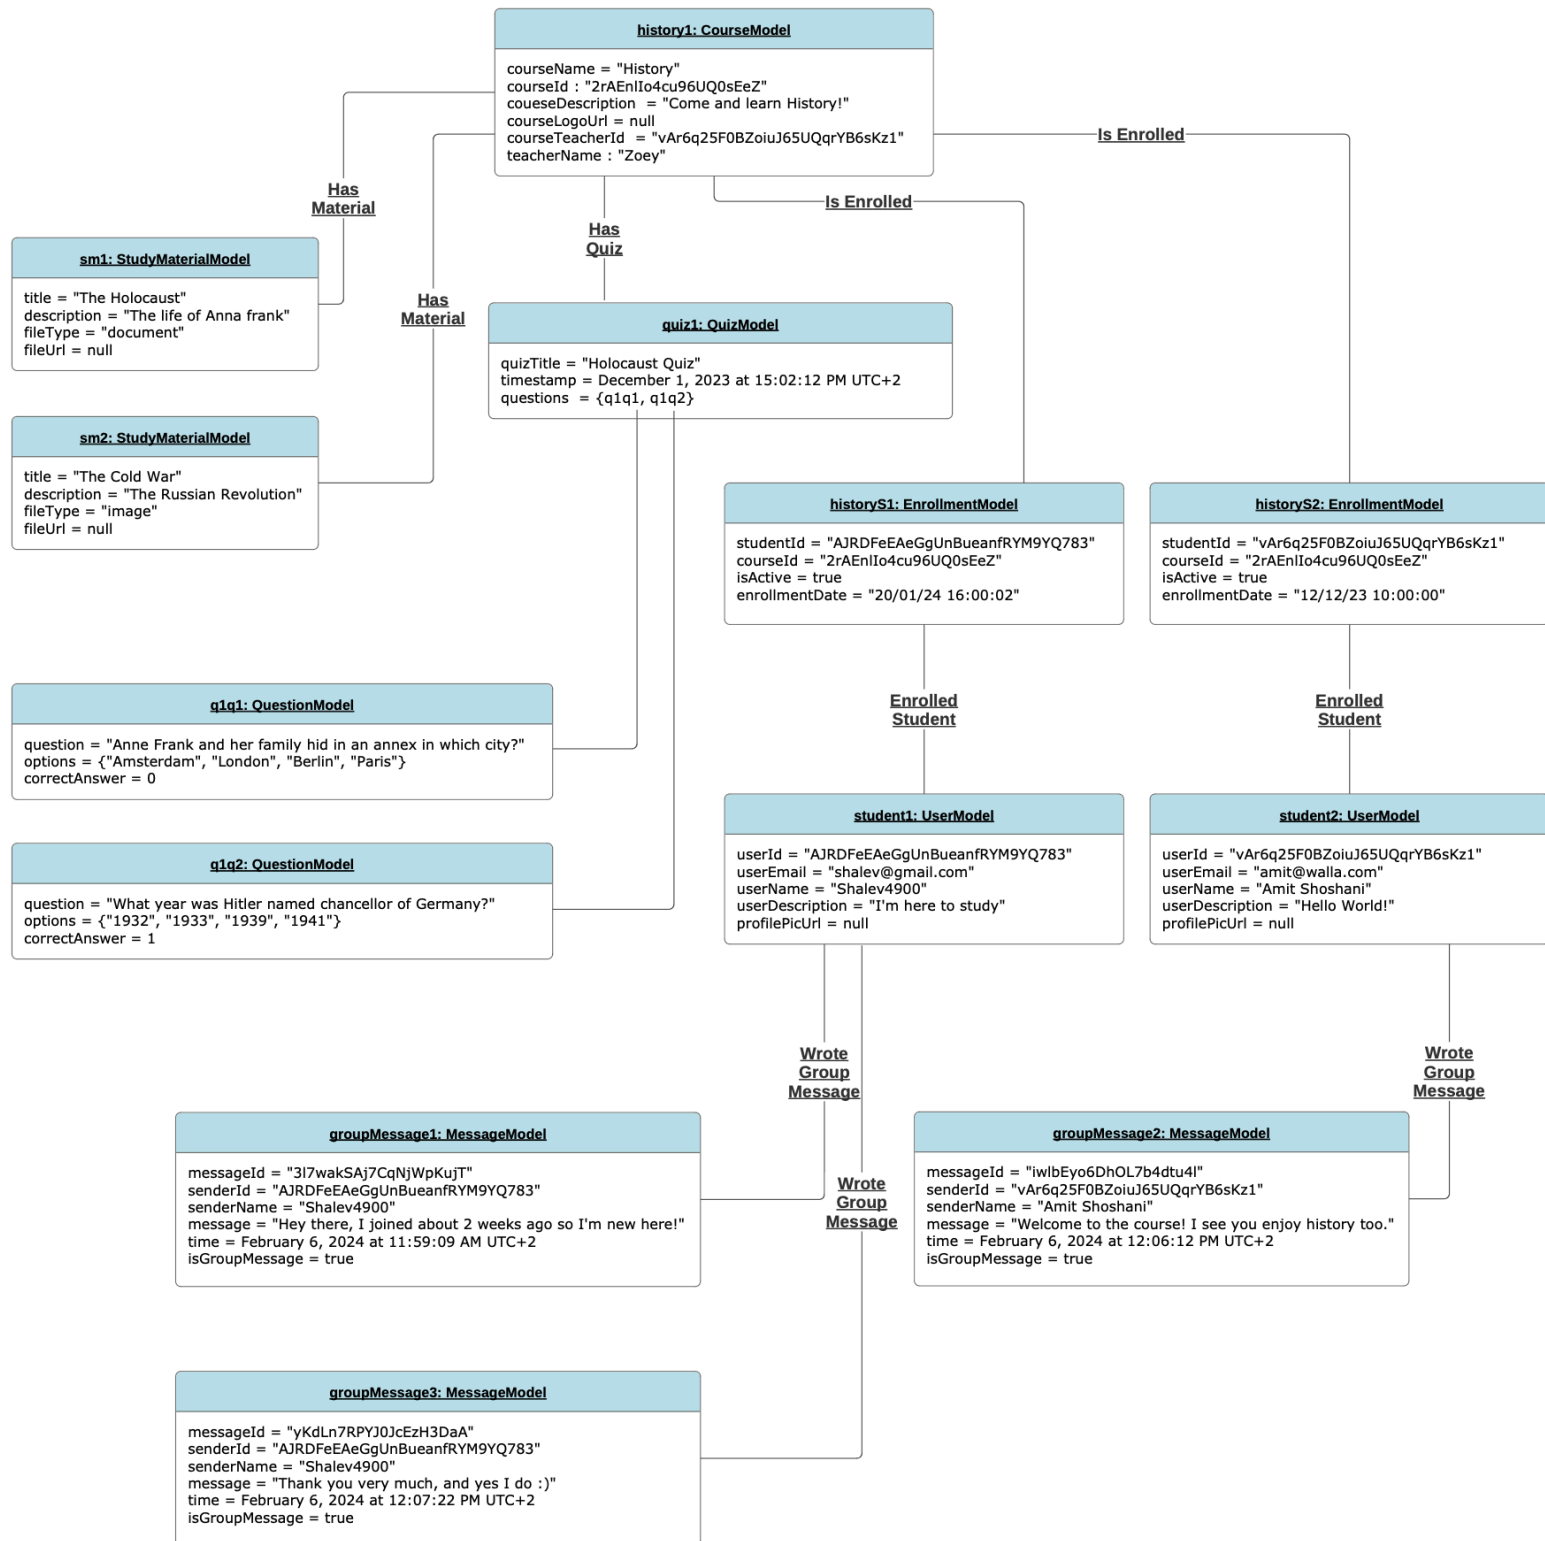 history1: CourseModel
courseName = "History"
courseId : "2rAEnlIo4cu96UQ0sEeZ"
coueseDescription  = "Come and learn History!"
courseLogoUrl = null
courseTeacherId  = "vAr6q25F0BZoiuJ65UQqrYB6sKz1"
teacherName : "Zoey"
Is Enrolled
Is Enrolled
Has
Material
Has
Quiz
Has
Material
sm1: StudyMaterialModel
title = "The Holocaust"
description = "The life of Anna frank"
fileType = "document"
fileUrl = null
quiz1: QuizModel
quizTitle = "Holocaust Quiz"
timestamp = December 1, 2023 at 15:02:12 PM UTC+2
questions  = {q1q1, q1q2}
sm2: StudyMaterialModel
title = "The Cold War"
description = "The Russian Revolution"
fileType = "image"
fileUrl = null
historyS1: EnrollmentModel
studentId = "AJRDFeEAeGgUnBueanfRYM9YQ783"
courseId = "2rAEnlIo4cu96UQ0sEeZ"
isActive = true
enrollmentDate = "20/01/24 16:00:02"
historyS2: EnrollmentModel
studentId = "vAr6q25F0BZoiuJ65UQqrYB6sKz1"
courseId = "2rAEnlIo4cu96UQ0sEeZ"
isActive = true
enrollmentDate = "12/12/23 10:00:00"
Enrolled
Student
Enrolled
Student
q1q1: QuestionModel
question = "Anne Frank and her family hid in an annex in which city?"
options = {"Amsterdam", "London", "Berlin", "Paris"}
correctAnswer = 0
q1q2: QuestionModel
question = "What year was Hitler named chancellor of Germany?"
options = {"1932", "1933", "1939", "1941"}
correctAnswer = 1
student1: UserModel
userId = "AJRDFeEAeGgUnBueanfRYM9YQ783"
userEmail = "shalev@gmail.com"
userName = "Shalev4900"
userDescription = "I'm here to study"
profilePicUrl = null
student2: UserModel
userId = "vAr6q25F0BZoiuJ65UQqrYB6sKz1"
userEmail = "amit@walla.com"
userName = "Amit Shoshani"
userDescription = "Hello World!"
profilePicUrl = null
Wrote
Group
Message
Wrote
Group
Message
Wrote
Group
Message
groupMessage1: MessageModel
messageId = "3l7wakSAj7CqNjWpKujT"
senderId = "AJRDFeEAeGgUnBueanfRYM9YQ783"
senderName = "Shalev4900"
message = "Hey there, I joined about 2 weeks ago so I'm new here!"
time = February 6, 2024 at 11:59:09 AM UTC+2
isGroupMessage = true
groupMessage2: MessageModel
messageId = "iwlbEyo6DhOL7b4dtu4l"
senderId = "vAr6q25F0BZoiuJ65UQqrYB6sKz1"
senderName = "Amit Shoshani"
message = "Welcome to the course! I see you enjoy history too."
time = February 6, 2024 at 12:06:12 PM UTC+2
isGroupMessage = true
groupMessage3: MessageModel
messageId = "yKdLn7RPYJ0JcEzH3DaA"
senderId = "AJRDFeEAeGgUnBueanfRYM9YQ783"
senderName = "Shalev4900"
message = "Thank you very much, and yes I do :)"
time = February 6, 2024 at 12:07:22 PM UTC+2
isGroupMessage = true